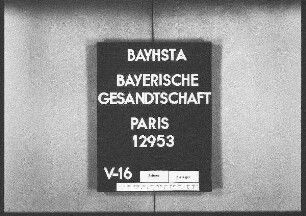 BAYHSTA
BAYERISCHE
GESANDTSCHAFT
PARIS
12953
V-16